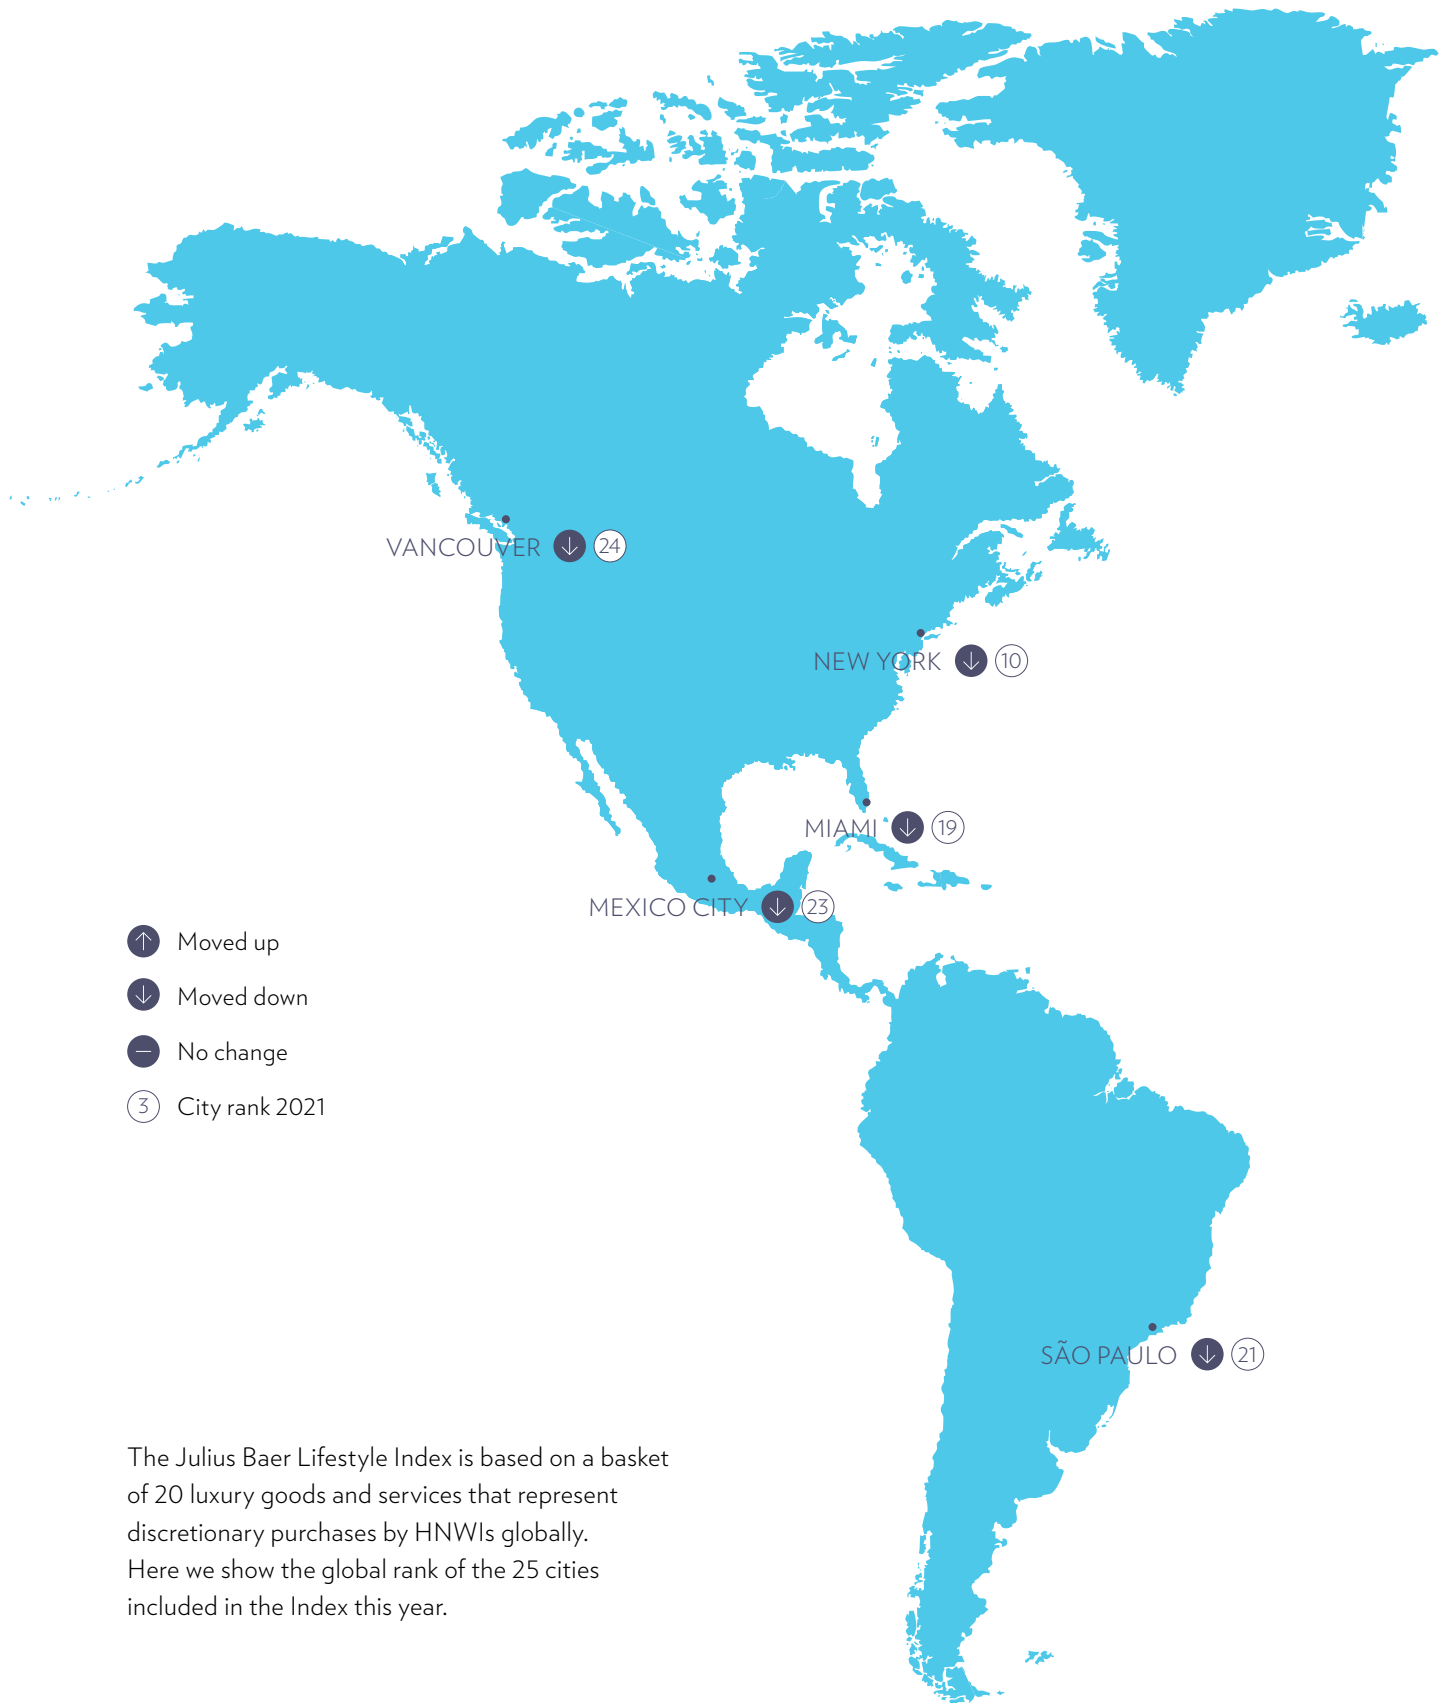 VANCOUVER 24
NEW YORK 10
MIAMI 19
MEXICO CITY 23
Moved up
Moved down
No change
3 City rank 2021
SÃO PAULO 21
The Julius Baer Lifestyle Index is based on a basket
of 20 luxury goods and services that represent
discretionary purchases by HNWIs globally.
Here we show the global rank of the 25 cities
included in the Index this year.